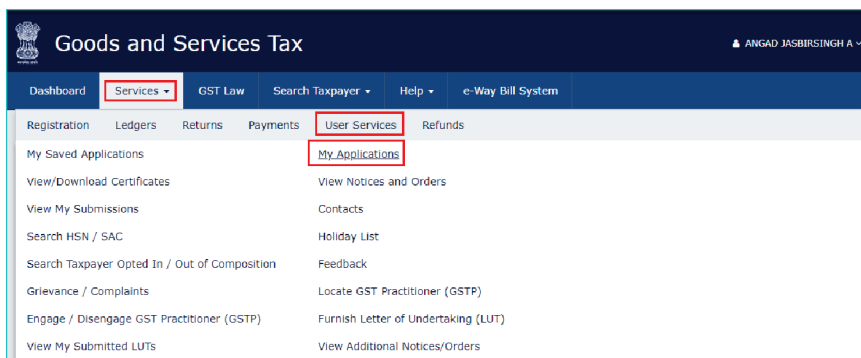 Goods and Services Tax
ANGAD JASBIRSINGH A
Dashboard Services GST Law Search Taxpayer Help e-Way Bill System
Registration Ledgers Returns Payments User Services Refunds
My Saved Applications My Applications
View/Download Certificates View Notices and Orders
View My Submissions Contacts
Search HSN / SAC Holiday List
Search Taxpayer Opted In / Out of Composition Feedback
Grievance / Complaints Locate GST Practitioner (GSTP)
Engage / Disengage GST Practitioner (GSTP) Furnish Letter of Undertaking (LUT)
View My Submitted LUTs View Additional Notices/Orders